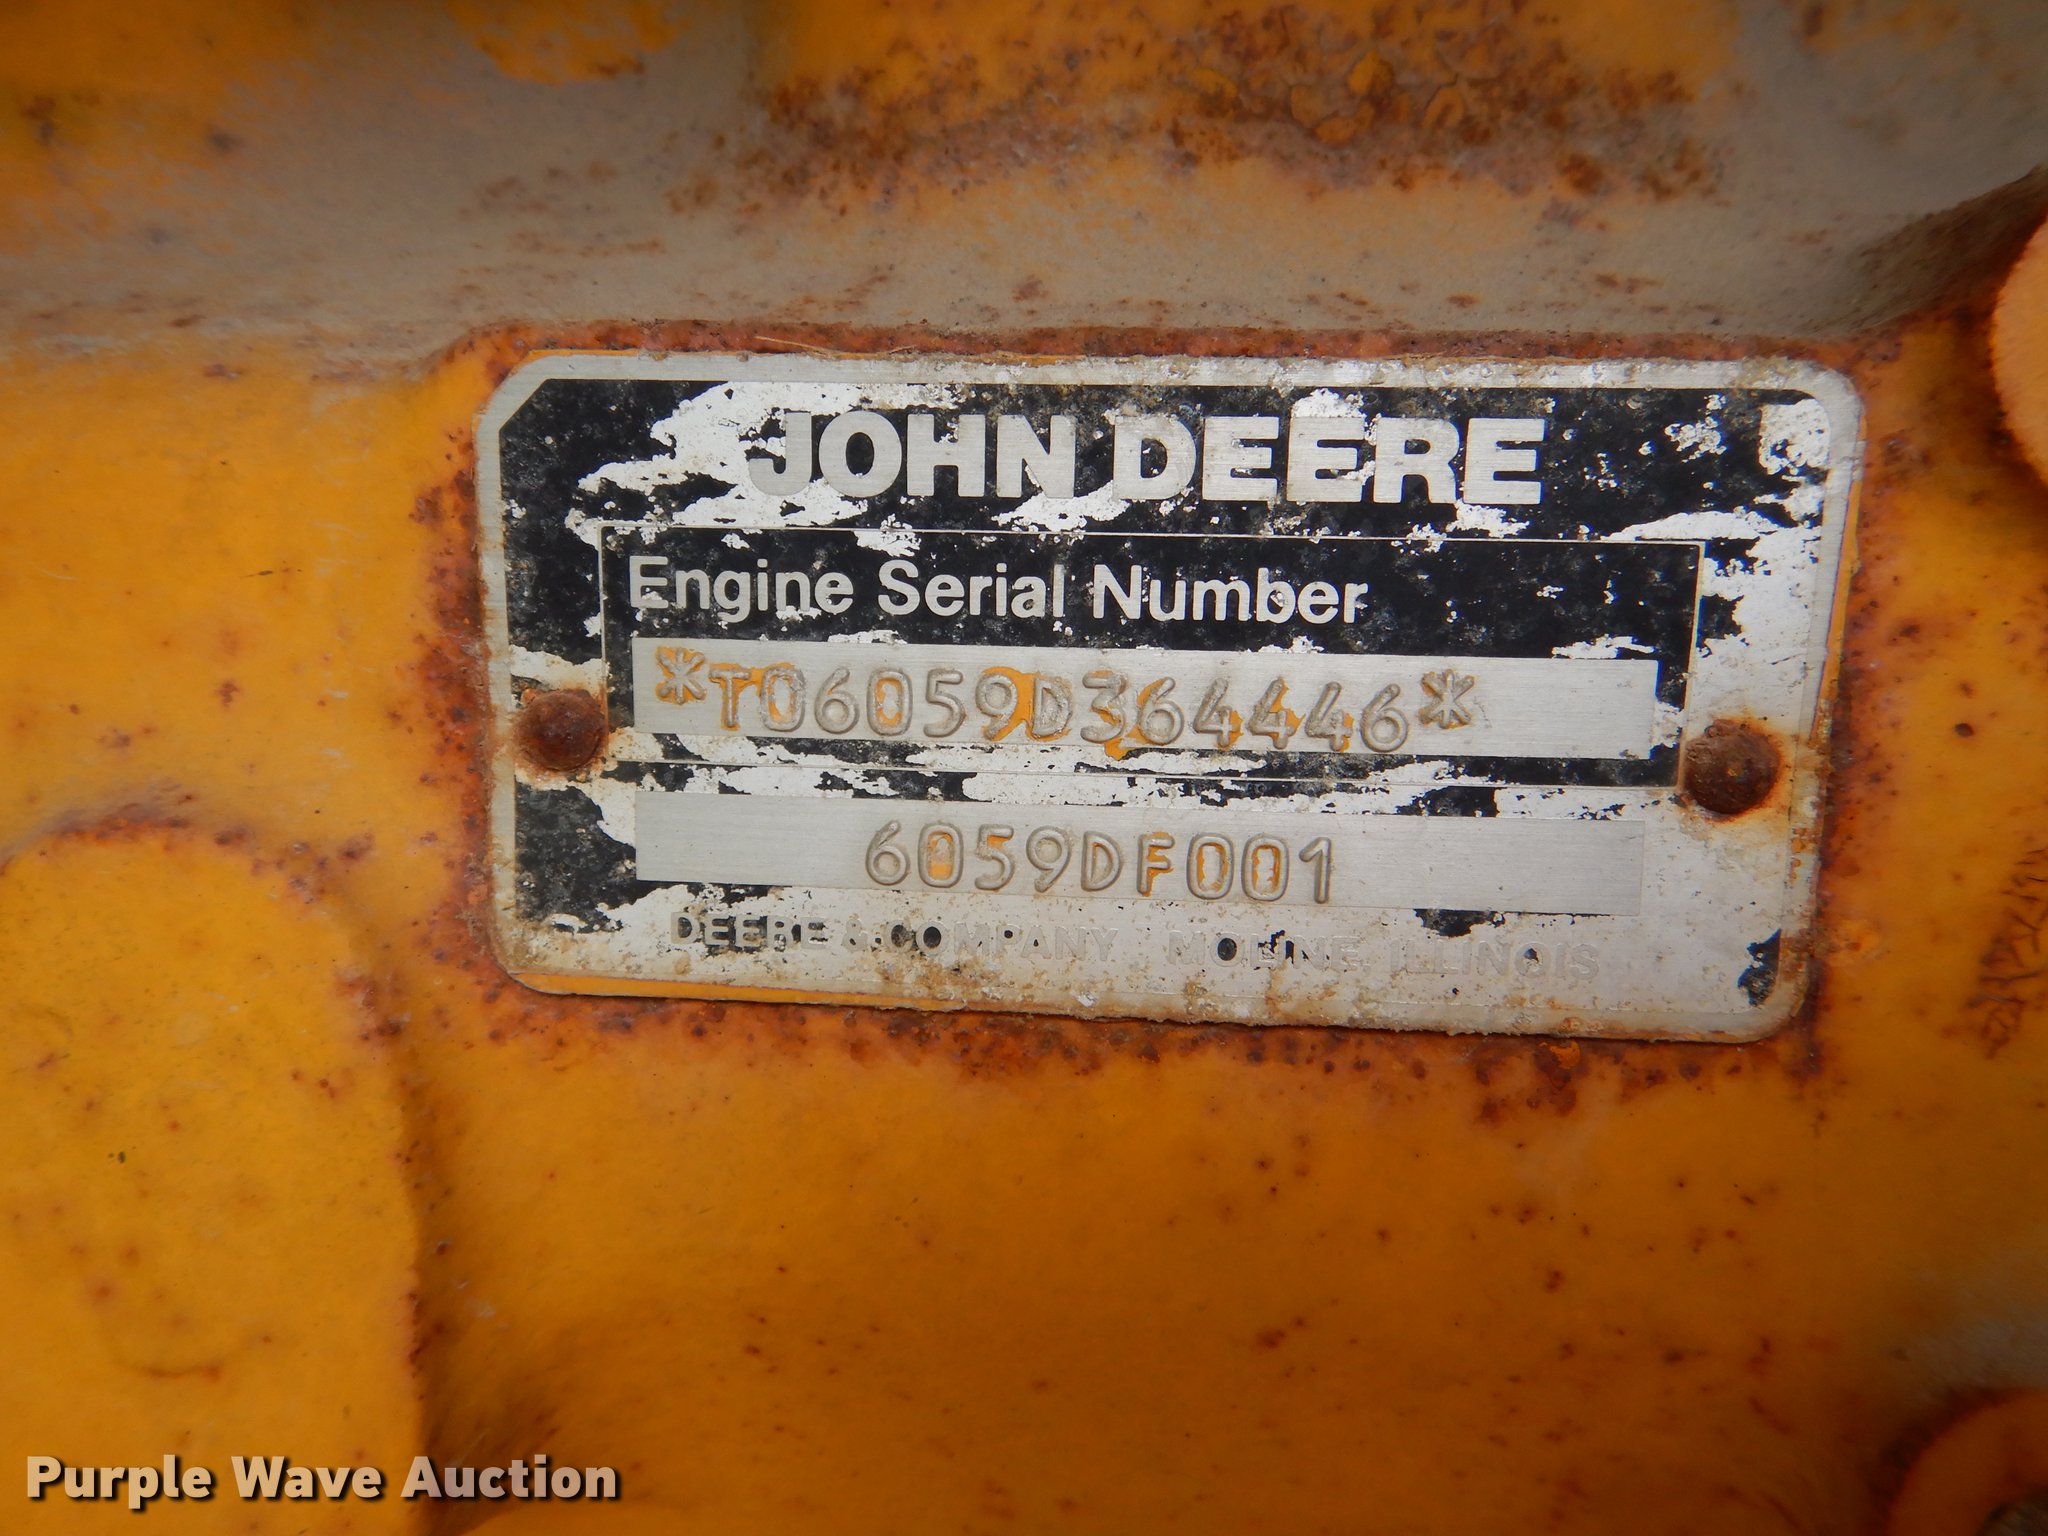 JOHN DEERE
Engine Serial Number
*T06059D364446*
6059DF001
DEERE & COMPANY MOLINE, ILLINOIS
Purple Wave Auction